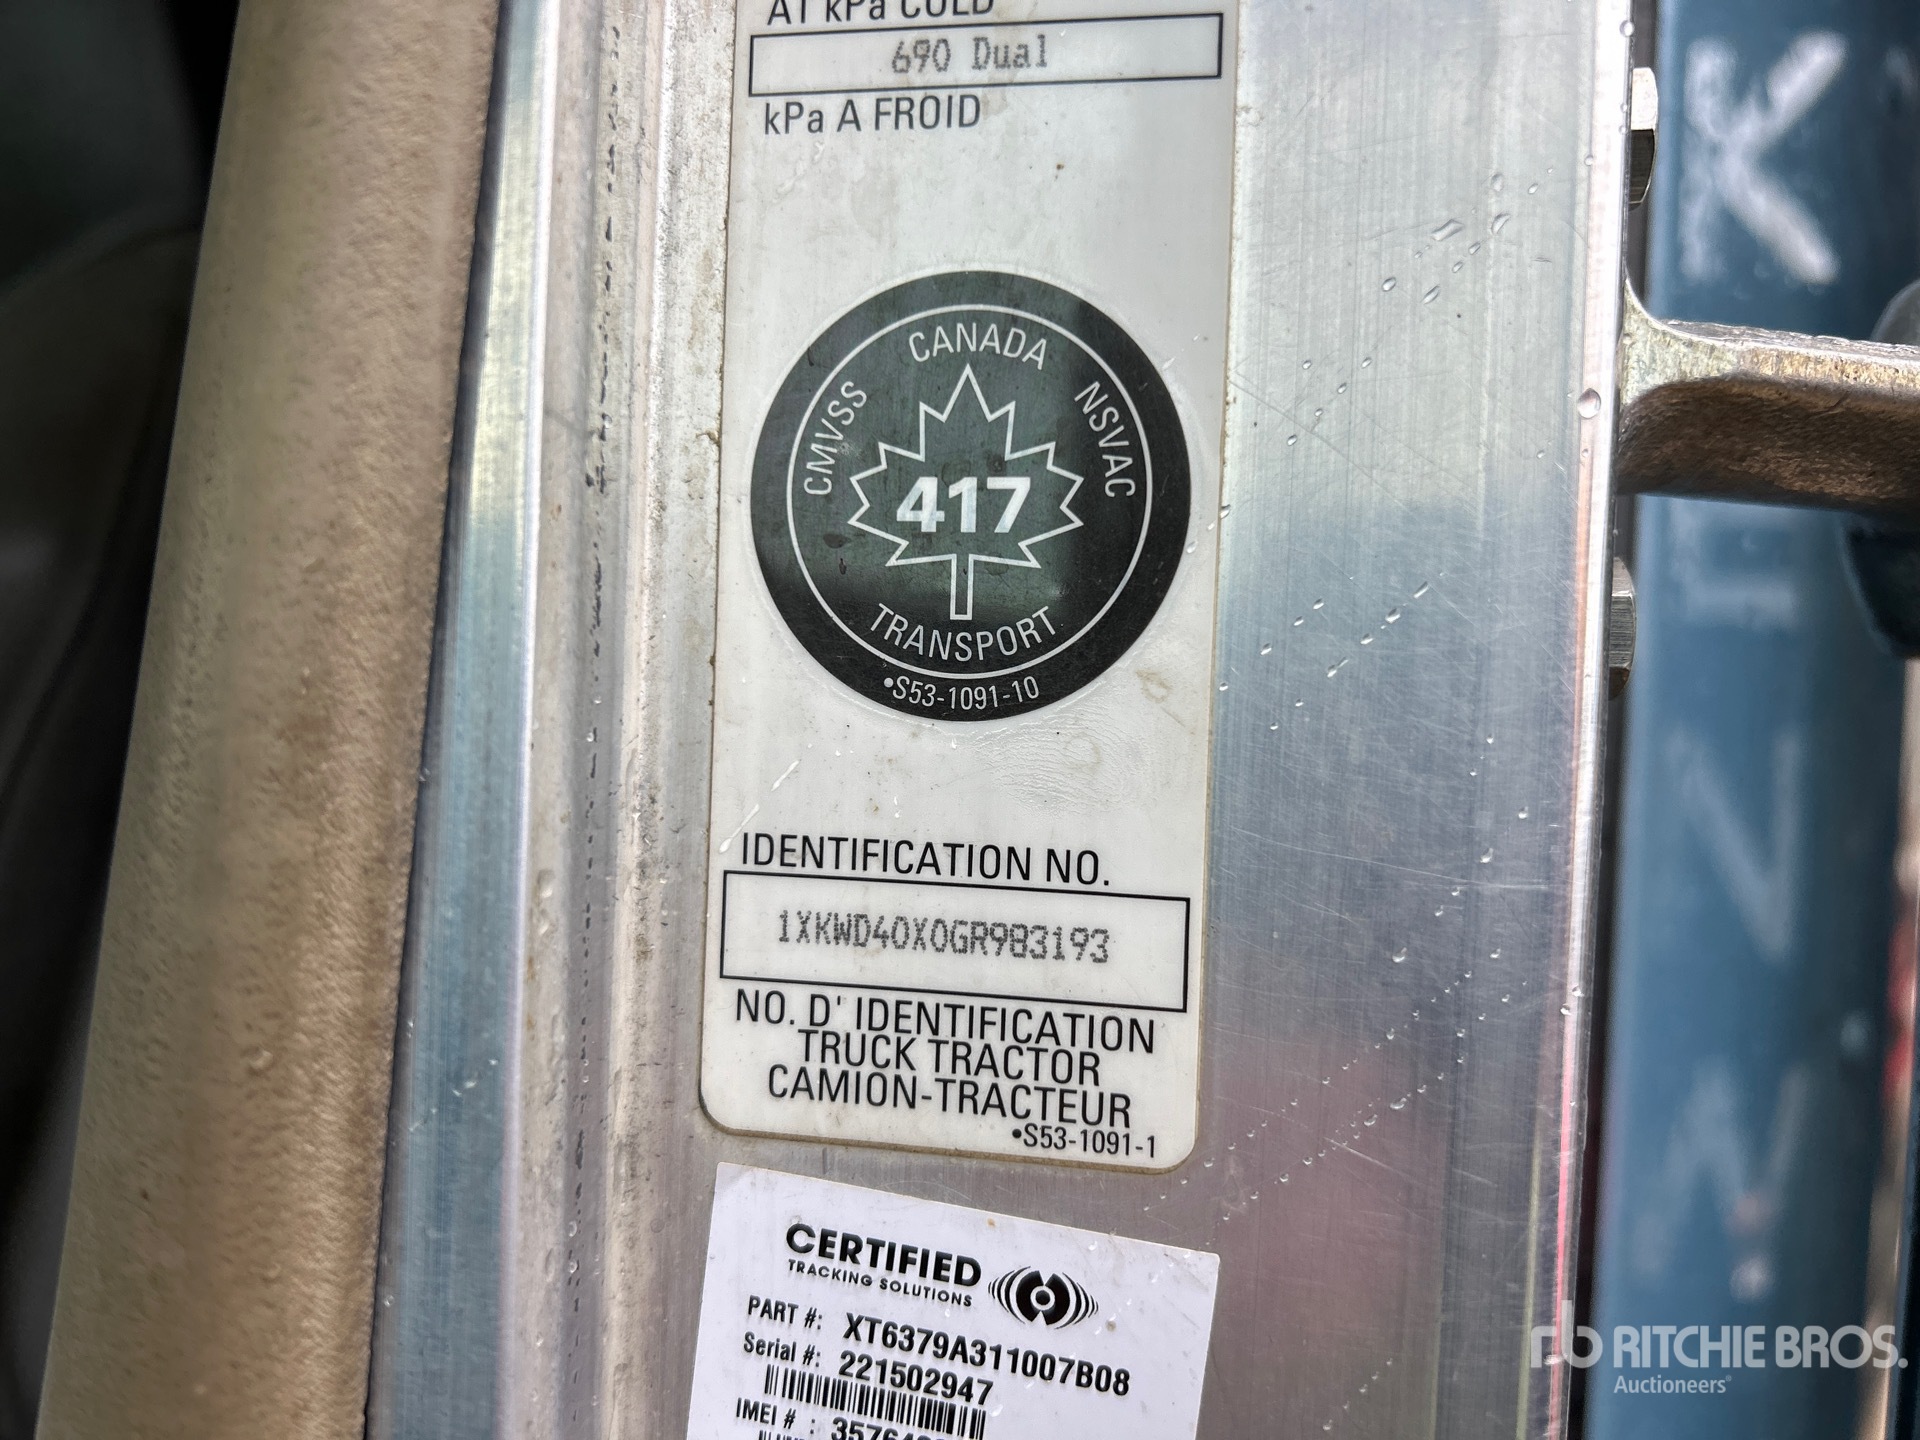 AT kPa COLD
690 Dual
kPa A FROID
CANADA
CMVSS
NSVAC
417
TRANSPORT
•S53-1091-10
IDENTIFICATION NO.
1XKWD40X0GR983193
NO. D' IDENTIFICATION
TRUCK TRACTOR
CAMION-TRACTEUR
•S53-1091-1
CERTIFIED
TRACKING SOLUTIONS
PART #: XT6379A311007B08
Serial #: 221502947
IMEI # :
K
RITCHIE BROS.
Auctioneers